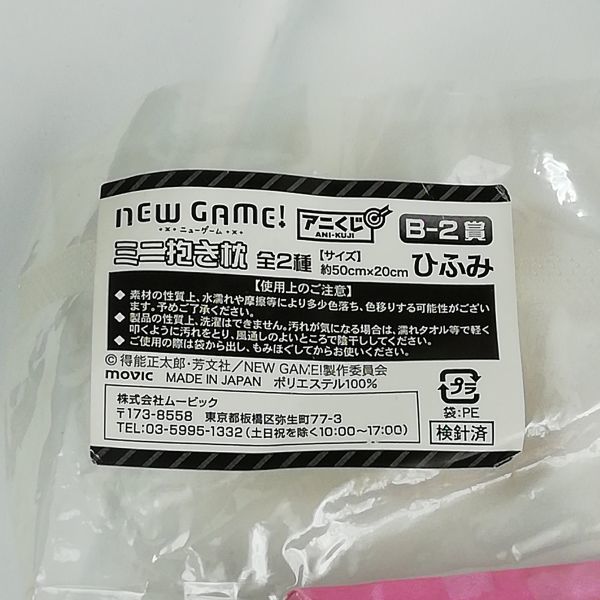 NEW GAME!
ニューゲーム
アニくじ
ANI-KUJI
B-2賞
ミニ抱き枕 全2種 【サイズ】約50cm×20cm ひふみ
【使用上のご注意】
◆ 素材の性質上、水濡れや摩擦等により多少色落ち、色移りする可能性がござい
ます。予めご了承ください。
◆ 製品の性質上、洗濯はできません。汚れが気になる場合は、濡れタオル等で軽く
叩くように汚れをとり、風通しのよいところで陰干ししてください。
◆ ご使用の際は袋から出し、もみほぐしてからお使いください。
©得能正太郎・芳文社/NEW GAME!製作委員会
movic MADE IN JAPAN ポリエステル100%
株式会社ムービック
〒173-8558 東京都板橋区弥生町77-3
TEL:03-5995-1332(土日祝を除く10:00〜17:00)
プラ
袋:PE
検針済